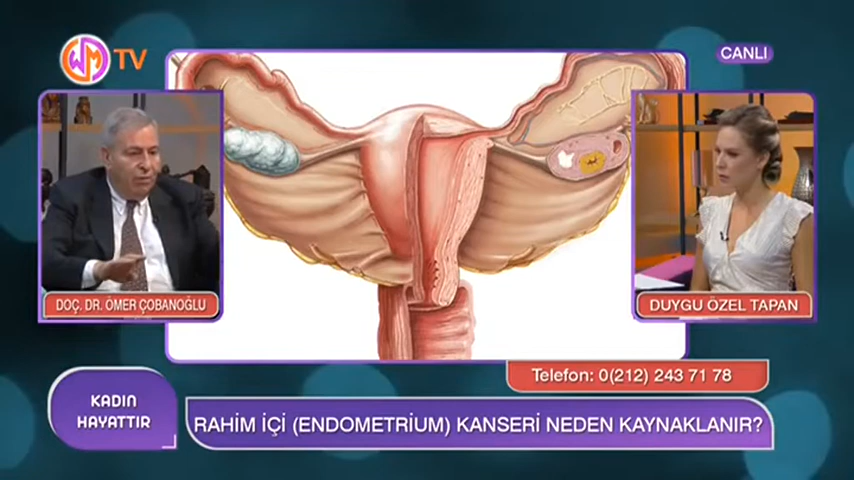 WM TV
CANLI
DOÇ. DR. ÖMER ÇOBANOĞLU
DUYGU ÖZEL TAPAN
Telefon: 0(212) 243 71 78
KADIN
HAYATTIR
RAHİM İÇİ (ENDOMETRİUM) KANSERİ NEDEN KAYNAKLANIR?